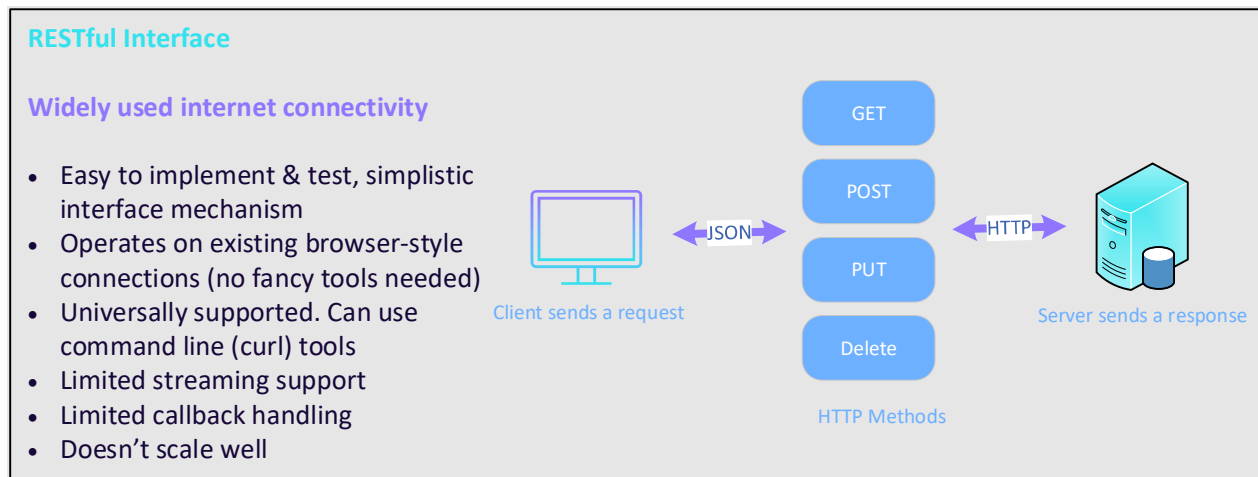 RESTful Interface
Widely used internet connectivity
• Easy to implement & test, simplistic
interface mechanism
• Operates on existing browser-style
connections (no fancy tools needed)
• Universally supported. Can use
command line (curl) tools
• Limited streaming support
• Limited callback handling
• Doesn’t scale well
Client sends a request
JSON
GET
POST
PUT
Delete
HTTP Methods
HTTP
Server sends a response